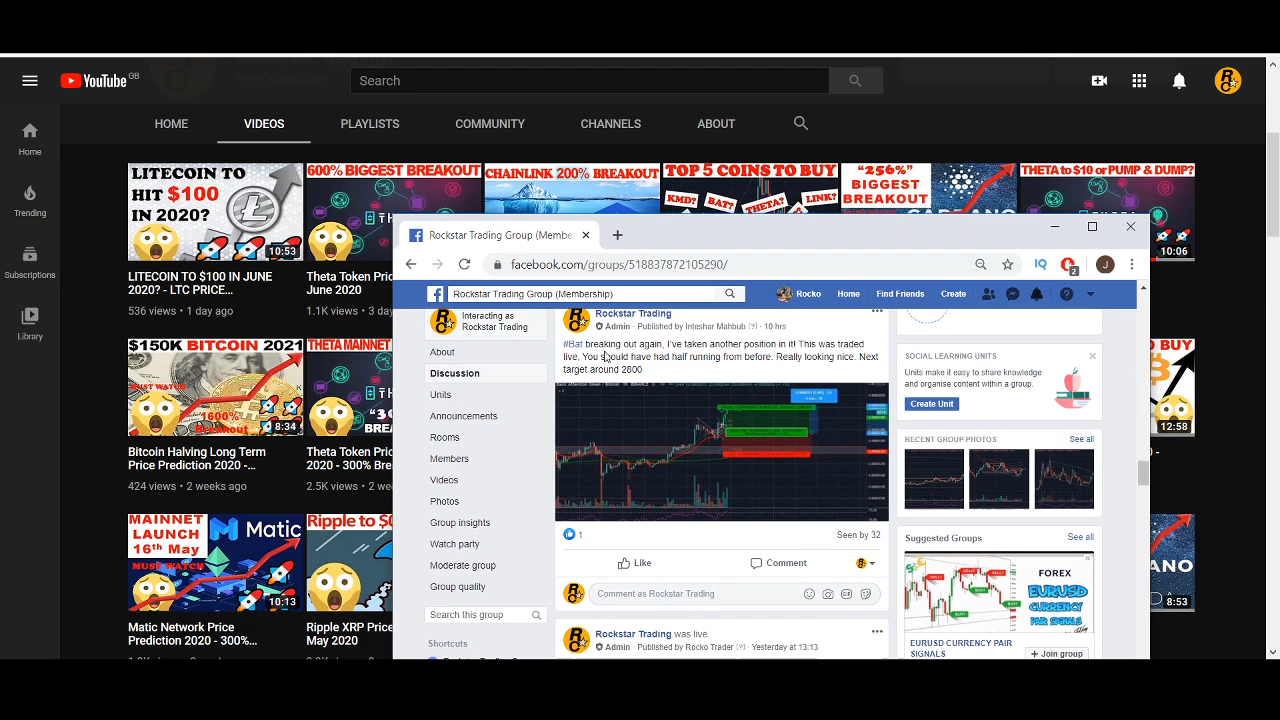 YouTube GB
Search
HOME VIDEOS PLAYLISTS COMMUNITY CHANNELS ABOUT
Home
Trending
Subscriptions
Library
LITECOIN TO HIT $100 IN 2020?
10:53
LITECOIN TO $100 IN JUNE
2020 - LTC PRICE...
536 views • 1 day ago
600% BIGGEST BREAKOUT
Theta Token Pric
June 2020
1.1K views • 3 da
CHAINLINK 200% BREAKOUT
TOP 5 COINS TO BUY
KMD? BAT? THETA? LINK?
"256%"
BIGGEST
BREAKOUT
THETA to $10 or PUMP & DUMP?
10:06
$150K BITCOIN 2021
MUST WATCH
1600%
Breakout
8:34
Bitcoin Halving Long Term
Price Prediction 2020 -...
424 views • 2 weeks ago
THETA MAINNET
Theta Token Pric
2020 - 300% Bre
2.5K views • 2 w
TO BUY
12:58
MAINNET
LAUNCH
16th May
MUST WATCH
Matic
10:13
Matic Network Price
Prediction 2020 - 300%...
Ripple to $
Ripple XRP Price
May 2020
8:53
Rockstar Trading Group (Membe
facebook.com/groups/518837872105290/
IQ
2
J
Rockstar Trading Group (Membership)
Rocko Home Find Friends Create
Interacting as
Rockstar Trading
About
Discussion
Units
Announcements
Rooms
Members
Videos
Photos
Group insights
Watch party
Moderate group
Group quality
Search this group
Shortcuts
Rockstar Trading
Admin · Published by Inteshar Mahbub [?] · 10 hrs
#Bat breaking out again, I've taken another position in it! This was traded
live, You should have had half running from before. Really looking nice. Next
target around 2800
1
Seen by 32
Like Comment
Comment as Rockstar Trading
GIF
Rockstar Trading was live.
Admin · Published by Rocko Trader [?] · Yesterday at 13:13
SOCIAL LEARNING UNITS
Units make it easy to share knowledge
and organise content within a group.
Create Unit
RECENT GROUP PHOTOS See all
Suggested Groups See all
FOREX
EURUSD
CURRENCY
PAIR SIGNALS
EURUSD CURRENCY PAIR
SIGNALS
+ Join group